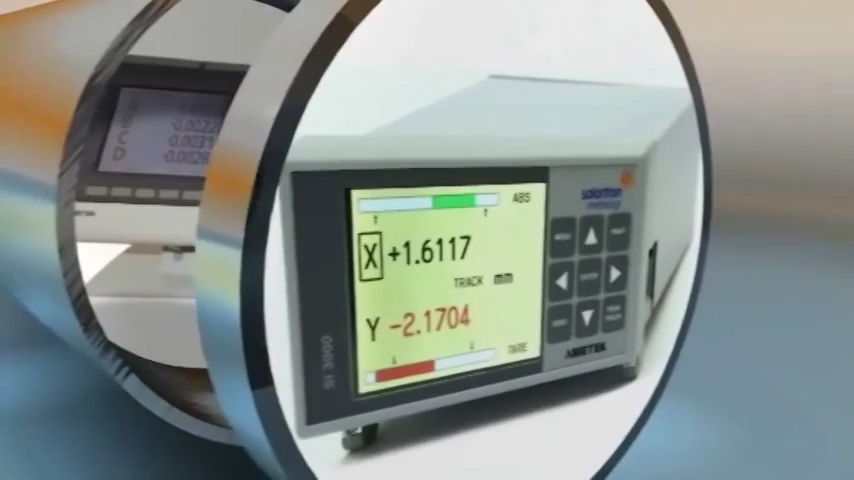 ABS
X +1.6117
TRACK mm
Y -2.1704
TARE
solartron
metrology
AMETEK
SI 3000
B -0.0022
C -0.0031
D -0.0026